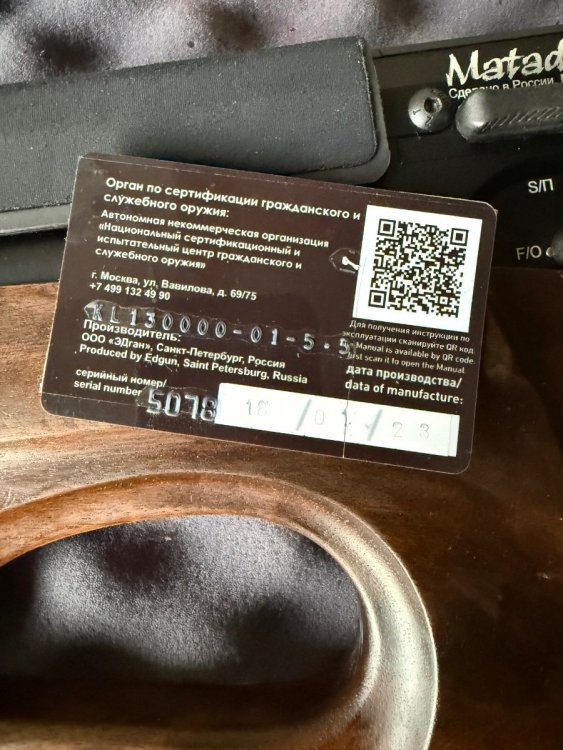 Matad
Сделано в России.
S/П
F/O
Орган по сертификации гражданского и
служебного оружия:
Автономная некоммерческая организация
«Национальный сертификационный и
испытательный центр гражданского и
служебного оружия»
г. Москва, ул, Вавилова, д. 69/75
+7 499 132 49 90
KL130000-01-5.5
Производитель:
ООО «ЭДган», Санкт-Петербург, Россия
Produced by Edgun, Saint Petersburg, Russia
серийный номер/
serial number 5078
Для получения инструкции по
эксплуатации сканируйте QR код
Manual is available by QR code.
Just scan it to open the Manual
дата производства/
data of manufacture:
18 / 01 / 23